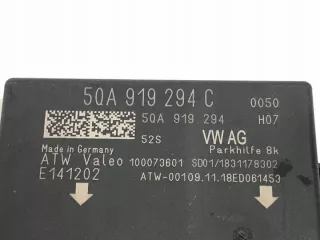 5QA 919 294 C 0050
5QA 919 294 H07
52S VW AG
Made in Germany Parkhilfe 8k
ATW Valeo 100073601 SD01/1831178302
E141202 ATW-00109.11.18ED061453